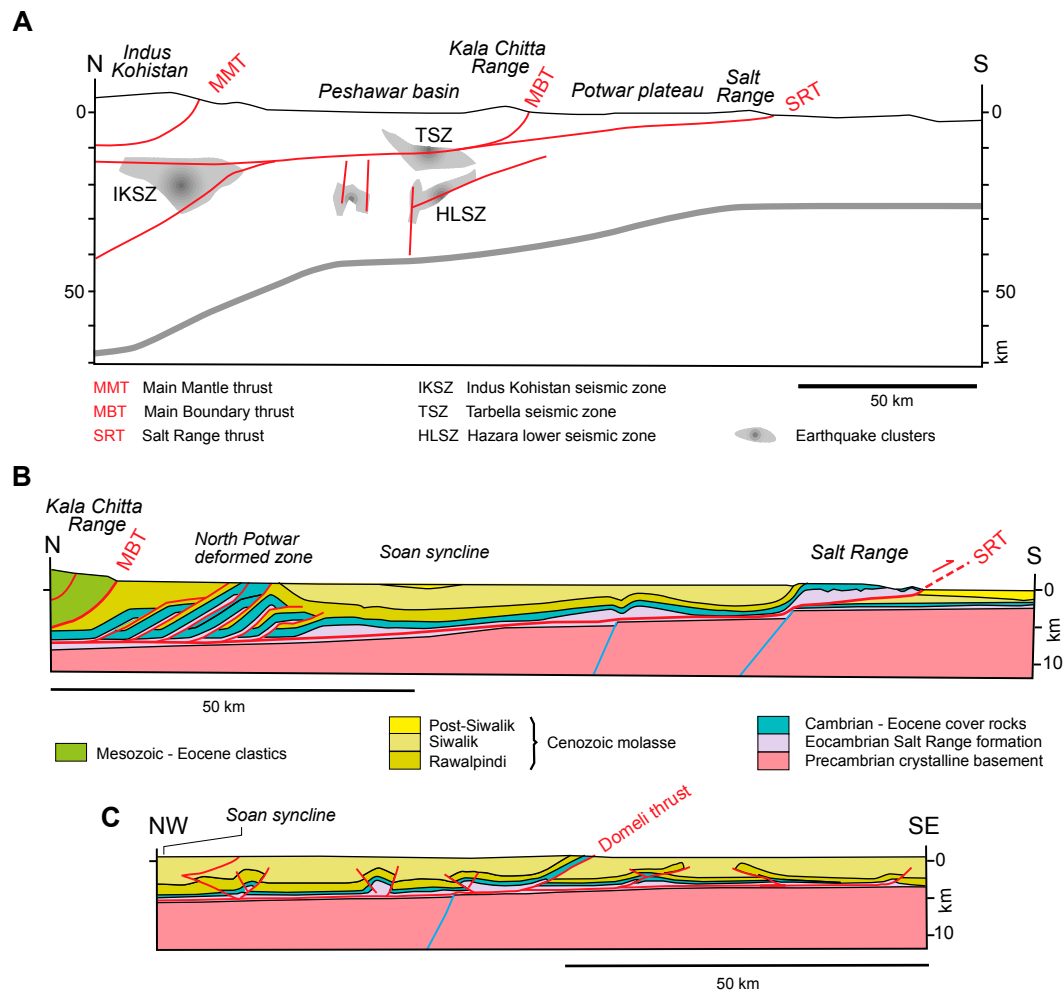 A
N
Indus
Kohistan
MMT
Peshawar basin
Kala Chitta
Range
MBT
Potwar plateau
Salt
Range
SRT
S
0
0
TSZ
IKSZ
HLSZ
50
50
km
MMT Main Mantle thrust
MBT Main Boundary thrust
SRT Salt Range thrust
IKSZ Indus Kohistan seismic zone
TSZ Tarbella seismic zone
HLSZ Hazara lower seismic zone
50 km
Earthquake clusters
B
Kala Chitta
Range
N
MBT
North Potwar
deformed zone
Soan syncline
Salt Range
SRT
S
0
km
10
50 km
Mesozoic - Eocene clastics
Post-Siwalik
Siwalik
Rawalpindi
Cenozoic molasse
Cambrian - Eocene cover rocks
Eocambrian Salt Range formation
Precambrian crystalline basement
C
NW
Soan syncline
Domeli thrust
SE
0
km
10
50 km